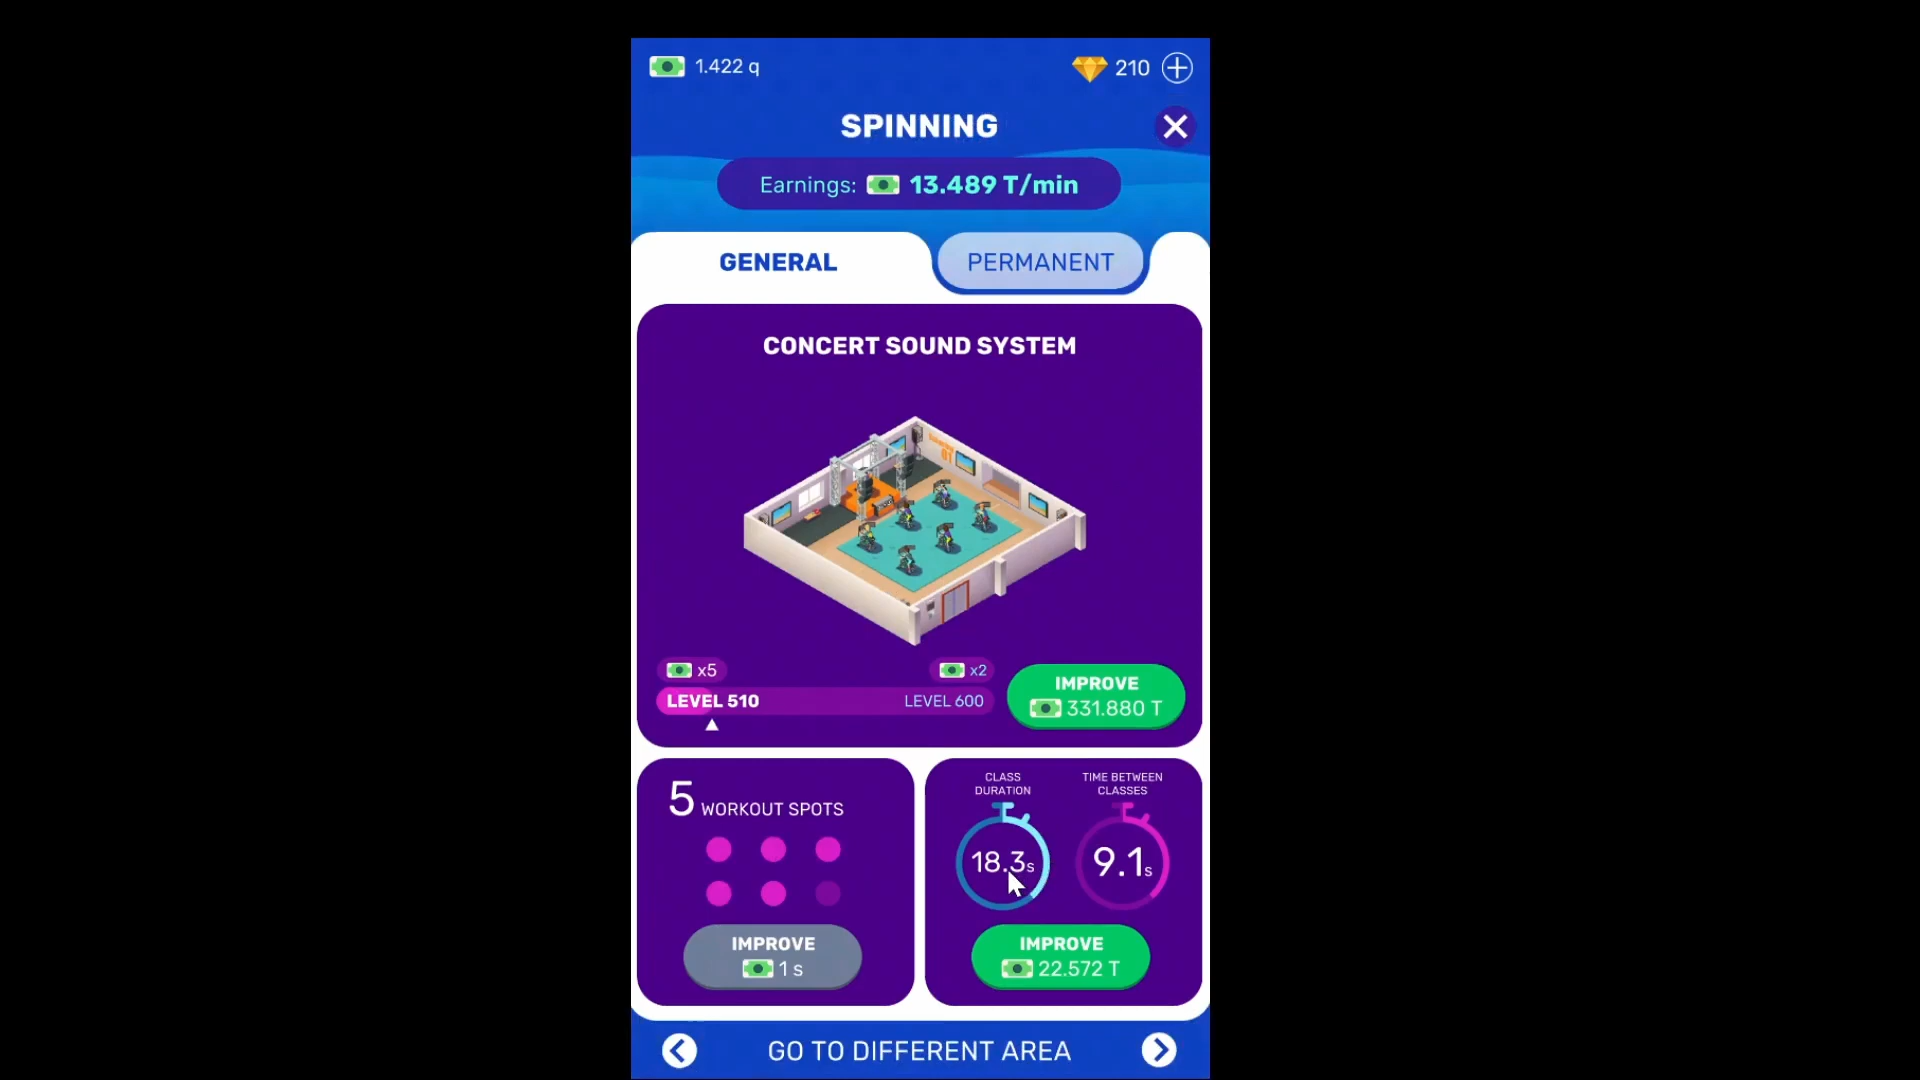 1.422 q
210
SPINNING
Earnings: 13.489 T/min
GENERAL
PERMANENT
CONCERT SOUND SYSTEM
x5
x2
LEVEL 510
LEVEL 600
IMPROVE
331.880 T
5 WORKOUT SPOTS
IMPROVE
1 s
CLASS
DURATION
TIME BETWEEN
CLASSES
18.3s
9.1s
IMPROVE
22.572 T
GO TO DIFFERENT AREA